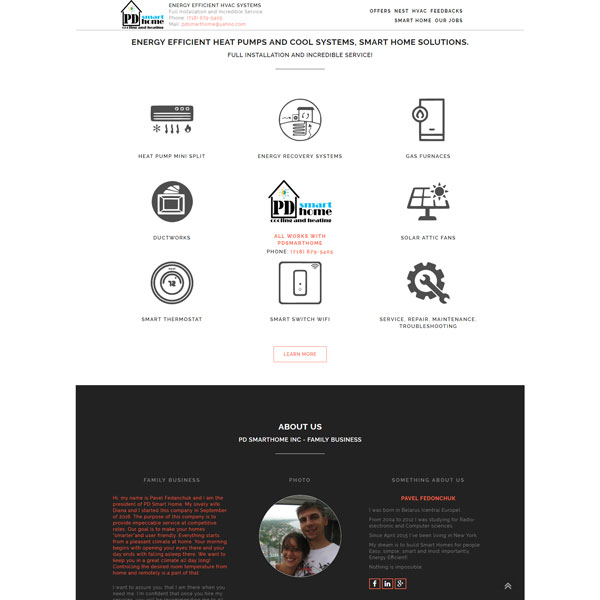 PD smart home
cooling and heating
ENERGY EFFICIENT HVAC SYSTEMS
Full Installation and Incredible Service
Phone: (718) 679-5405
Mail: pdsmarthome@yahoo.com
OFFERS NEST HVAC FEEDBACKS
SMART HOME OUR JOBS
ENERGY EFFICIENT HEAT PUMPS AND COOL SYSTEMS, SMART HOME SOLUTIONS.
FULL INSTALLATION AND INCREDIBLE SERVICE!
HEAT PUMP MINI SPLIT
ENERGY RECOVERY SYSTEMS
GAS FURNACES
PD smart home
cooling and heating
DUCTWORKS
ALL WORKS WITH
PDSMARTHOME
PHONE: (718) 679-5405
SOLAR ATTIC FANS
SMART THERMOSTAT
SMART SWITCH WIFI
SERVICE, REPAIR, MAINTENANCE,
TROUBLESHOOTING
LEARN MORE
ABOUT US
PD SMARTHOME INC - FAMILY BUSINESS
FAMILY BUSINESS
Hi, my name is Pavel Fedonchuk and I am the
president of PD Smart Home. My lovely wife
Diana and I started this company in September
of 2016. The purpose of this company is to
provide impeccable service at competitive
rates. Our goal is to make your homes
"smarter"and user friendly. Everything starts
from a pleasant climate at home. Your morning
begins with opening your eyes there and your
day ends with falling asleep there. We want to
keep you in a great climate all day long!
Controlling the desired room temperature from
home and remotely is a part of that.
I want to assure you, that I am there when you
need me. I'm confident that once you hire my
PHOTO
SOMETHING ABOUT US
PAVEL FEDONCHUK
I was born in Belarus (central Europe).
From 2004 to 2010 I was studying for Radio-
electronic and Computer sciences.
Since April 2015 I've been living in New York.
My dream is to build Smart Homes for people.
Easy, simple, smart and most importantly
Energy Efficient.
Nothing is impossible